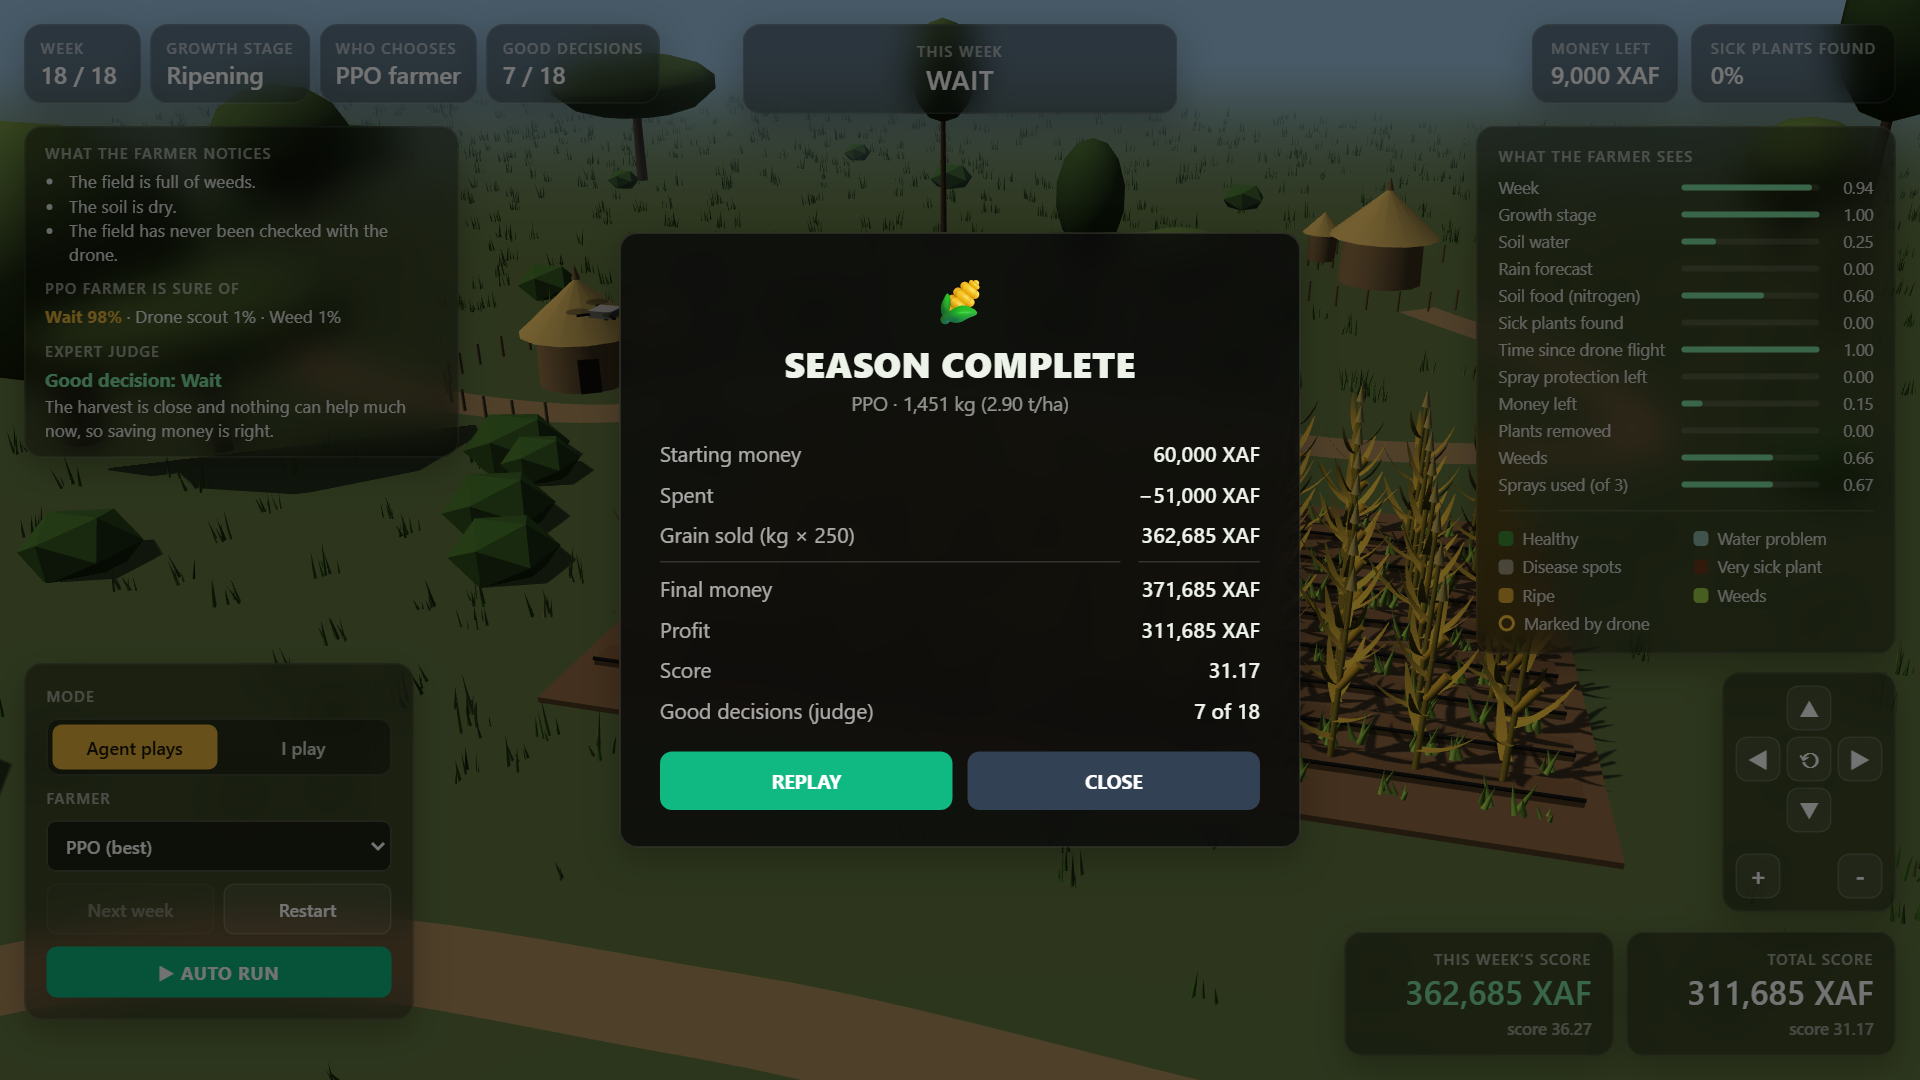 WEEK
18 / 18
GROWTH STAGE
Ripening
WHO CHOOSES
PPO farmer
GOOD DECISIONS
7 / 18
THIS WEEK
WAIT
MONEY LEFT
9,000 XAF
SICK PLANTS FOUND
0%
WHAT THE FARMER NOTICES
• The field is full of weeds.
• The soil is dry.
• The field has never been checked with the
drone.
PPO FARMER IS SURE OF
Wait 98% · Drone scout 1% · Weed 1%
EXPERT JUDGE
Good decision: Wait
The harvest is close and nothing can help much
now, so saving money is right.
WHAT THE FARMER SEES
Week 0.94
Growth stage 1.00
Soil water 0.25
Rain forecast 0.00
Soil food (nitrogen) 0.60
Sick plants found 0.00
Time since drone flight 1.00
Spray protection left 0.00
Money left 0.15
Plants removed 0.00
Weeds 0.66
Sprays used (of 3) 0.67
Healthy
Water problem
Disease spots
Very sick plant
Ripe
Weeds
Marked by drone
SEASON COMPLETE
PPO · 1,451 kg (2.90 t/ha)
Starting money 60,000 XAF
Spent −51,000 XAF
Grain sold (kg × 250) 362,685 XAF
Final money 371,685 XAF
Profit 311,685 XAF
Score 31.17
Good decisions (judge) 7 of 18
REPLAY
CLOSE
MODE
Agent plays
I play
FARMER
PPO (best)
Next week
Restart
▶ AUTO RUN
+
-
THIS WEEK'S SCORE
362,685 XAF
score 36.27
TOTAL SCORE
311,685 XAF
score 31.17